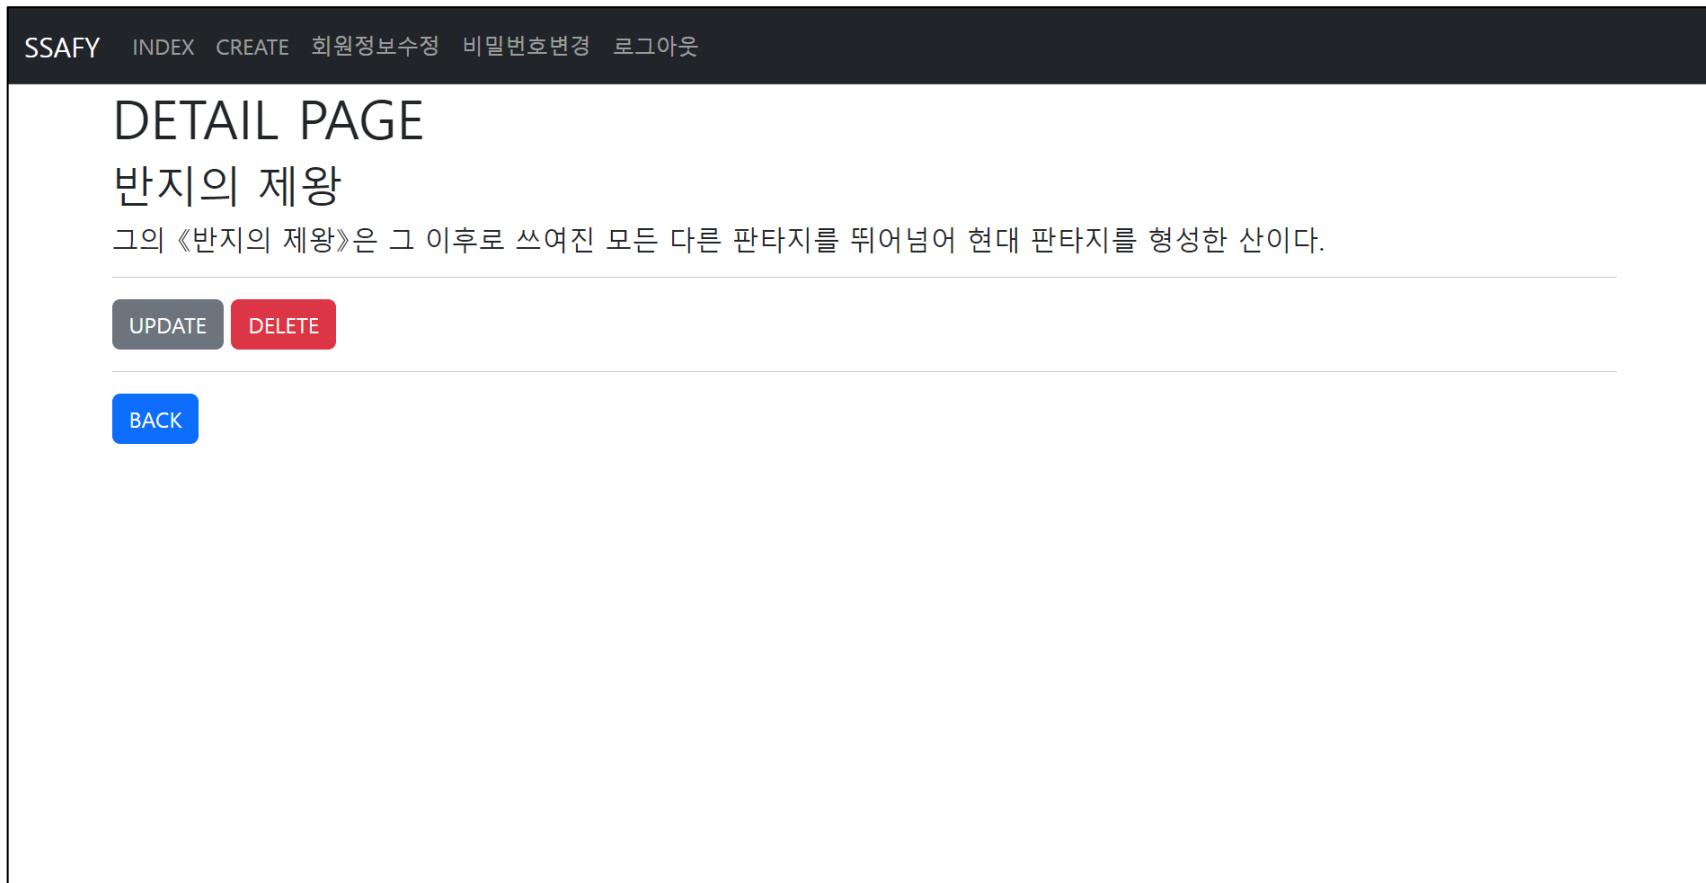 SSAFY INDEX CREATE 회원정보수정 비밀번호변경 로그아웃
DETAIL PAGE
반지의 제왕
그의 《반지의 제왕》은 그 이후로 쓰여진 모든 다른 판타지를 뛰어넘어 현대 판타지를 형성한 산이다.
UPDATE DELETE
BACK